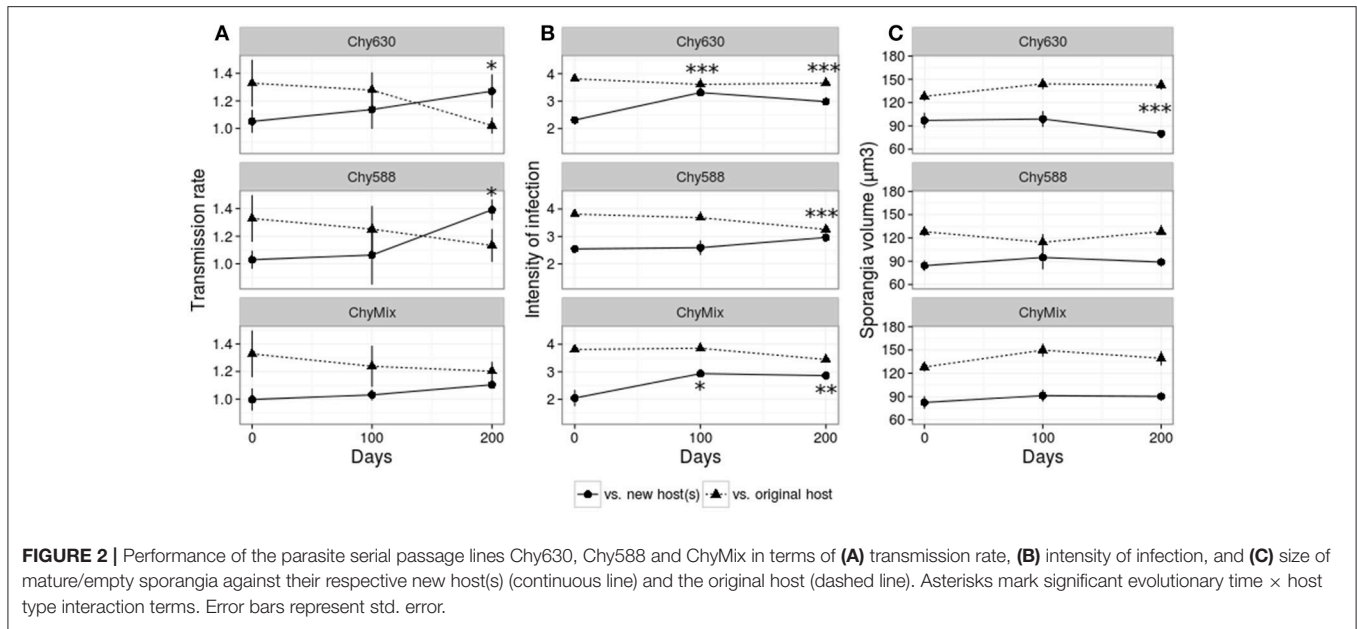 A
Chy630
Transmission rate
1.4
1.2
1.0
*
Chy588
1.4
1.2
1.0
*
ChyMix
1.4
1.2
1.0
0 100 200
Days
B
Chy630
Intensity of infection
4
3
2
*** ***
Chy588
4
3
2
***
ChyMix
4
3
2
* **
0 100 200
Days
C
Chy630
Sporangia volume (µm3)
180
150
120
90
60
***
Chy588
180
150
120
90
60
ChyMix
180
150
120
90
60
0 100 200
Days
vs. new host(s) vs. original host
FIGURE 2 | Performance of the parasite serial passage lines Chy630, Chy588 and ChyMix in terms of (A) transmission rate, (B) intensity of infection, and (C) size of
mature/empty sporangia against their respective new host(s) (continuous line) and the original host (dashed line). Asterisks mark significant evolutionary time × host
type interaction terms. Error bars represent std. error.